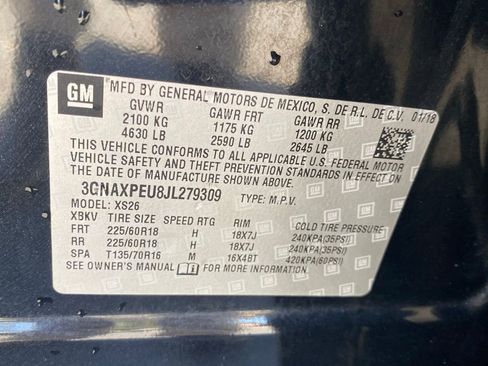 GM
MFD BY GENERAL MOTORS DE MEXICO, S. DE R.L. DE C.V. 01/18
GVWR GAWR FRT GAWR RR
2100 KG 1175 KG 1200 KG
4630 LB 2590 LB 2645 LB
THIS VEHICLE CONFORMS TO ALL APPLICABLE U.S. FEDERAL MOTOR
VEHICLE SAFETY AND THEFT PREVENTION STANDARDS IN EFFECT ON
THE DATE OF MANUFACTURE SHOWN ABOVE.
3GNAXPEU8JL279309 TYPE: M.P.V.
MODEL: XS26
XBKV TIRE SIZE SPEED RTG RIM COLD TIRE PRESSURE
FRT 225/60R18 H 18X7J 240KPA(35PSI)
RR 225/60R18 H 18X7J 240KPA(35PSI)
SPA T135/70R16 M 16X4BT 420KPA(60PSI)
SEE OWNER'S MANUAL FOR MORE INFORMATION